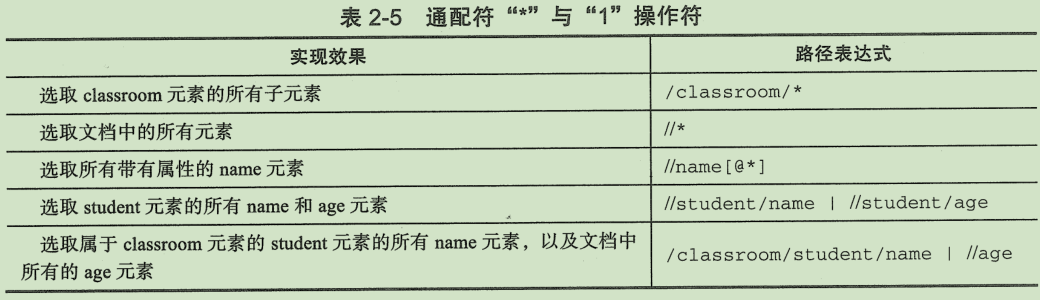 表 2-5 通配符“*”与“1”操作符
实现效果 路径表达式
选取 classroom 元素的所有子元素 /classroom/*
选取文档中的所有元素 //*
选取所有带有属性的 name 元素 //name[@*]
选取 student 元素的所有 name 和 age 元素 //student/name | //student/age
选取属于 classroom 元素的 student 元素的所有 name 元素，以及文档中
所有的 age 元素 /classroom/student/name | //age